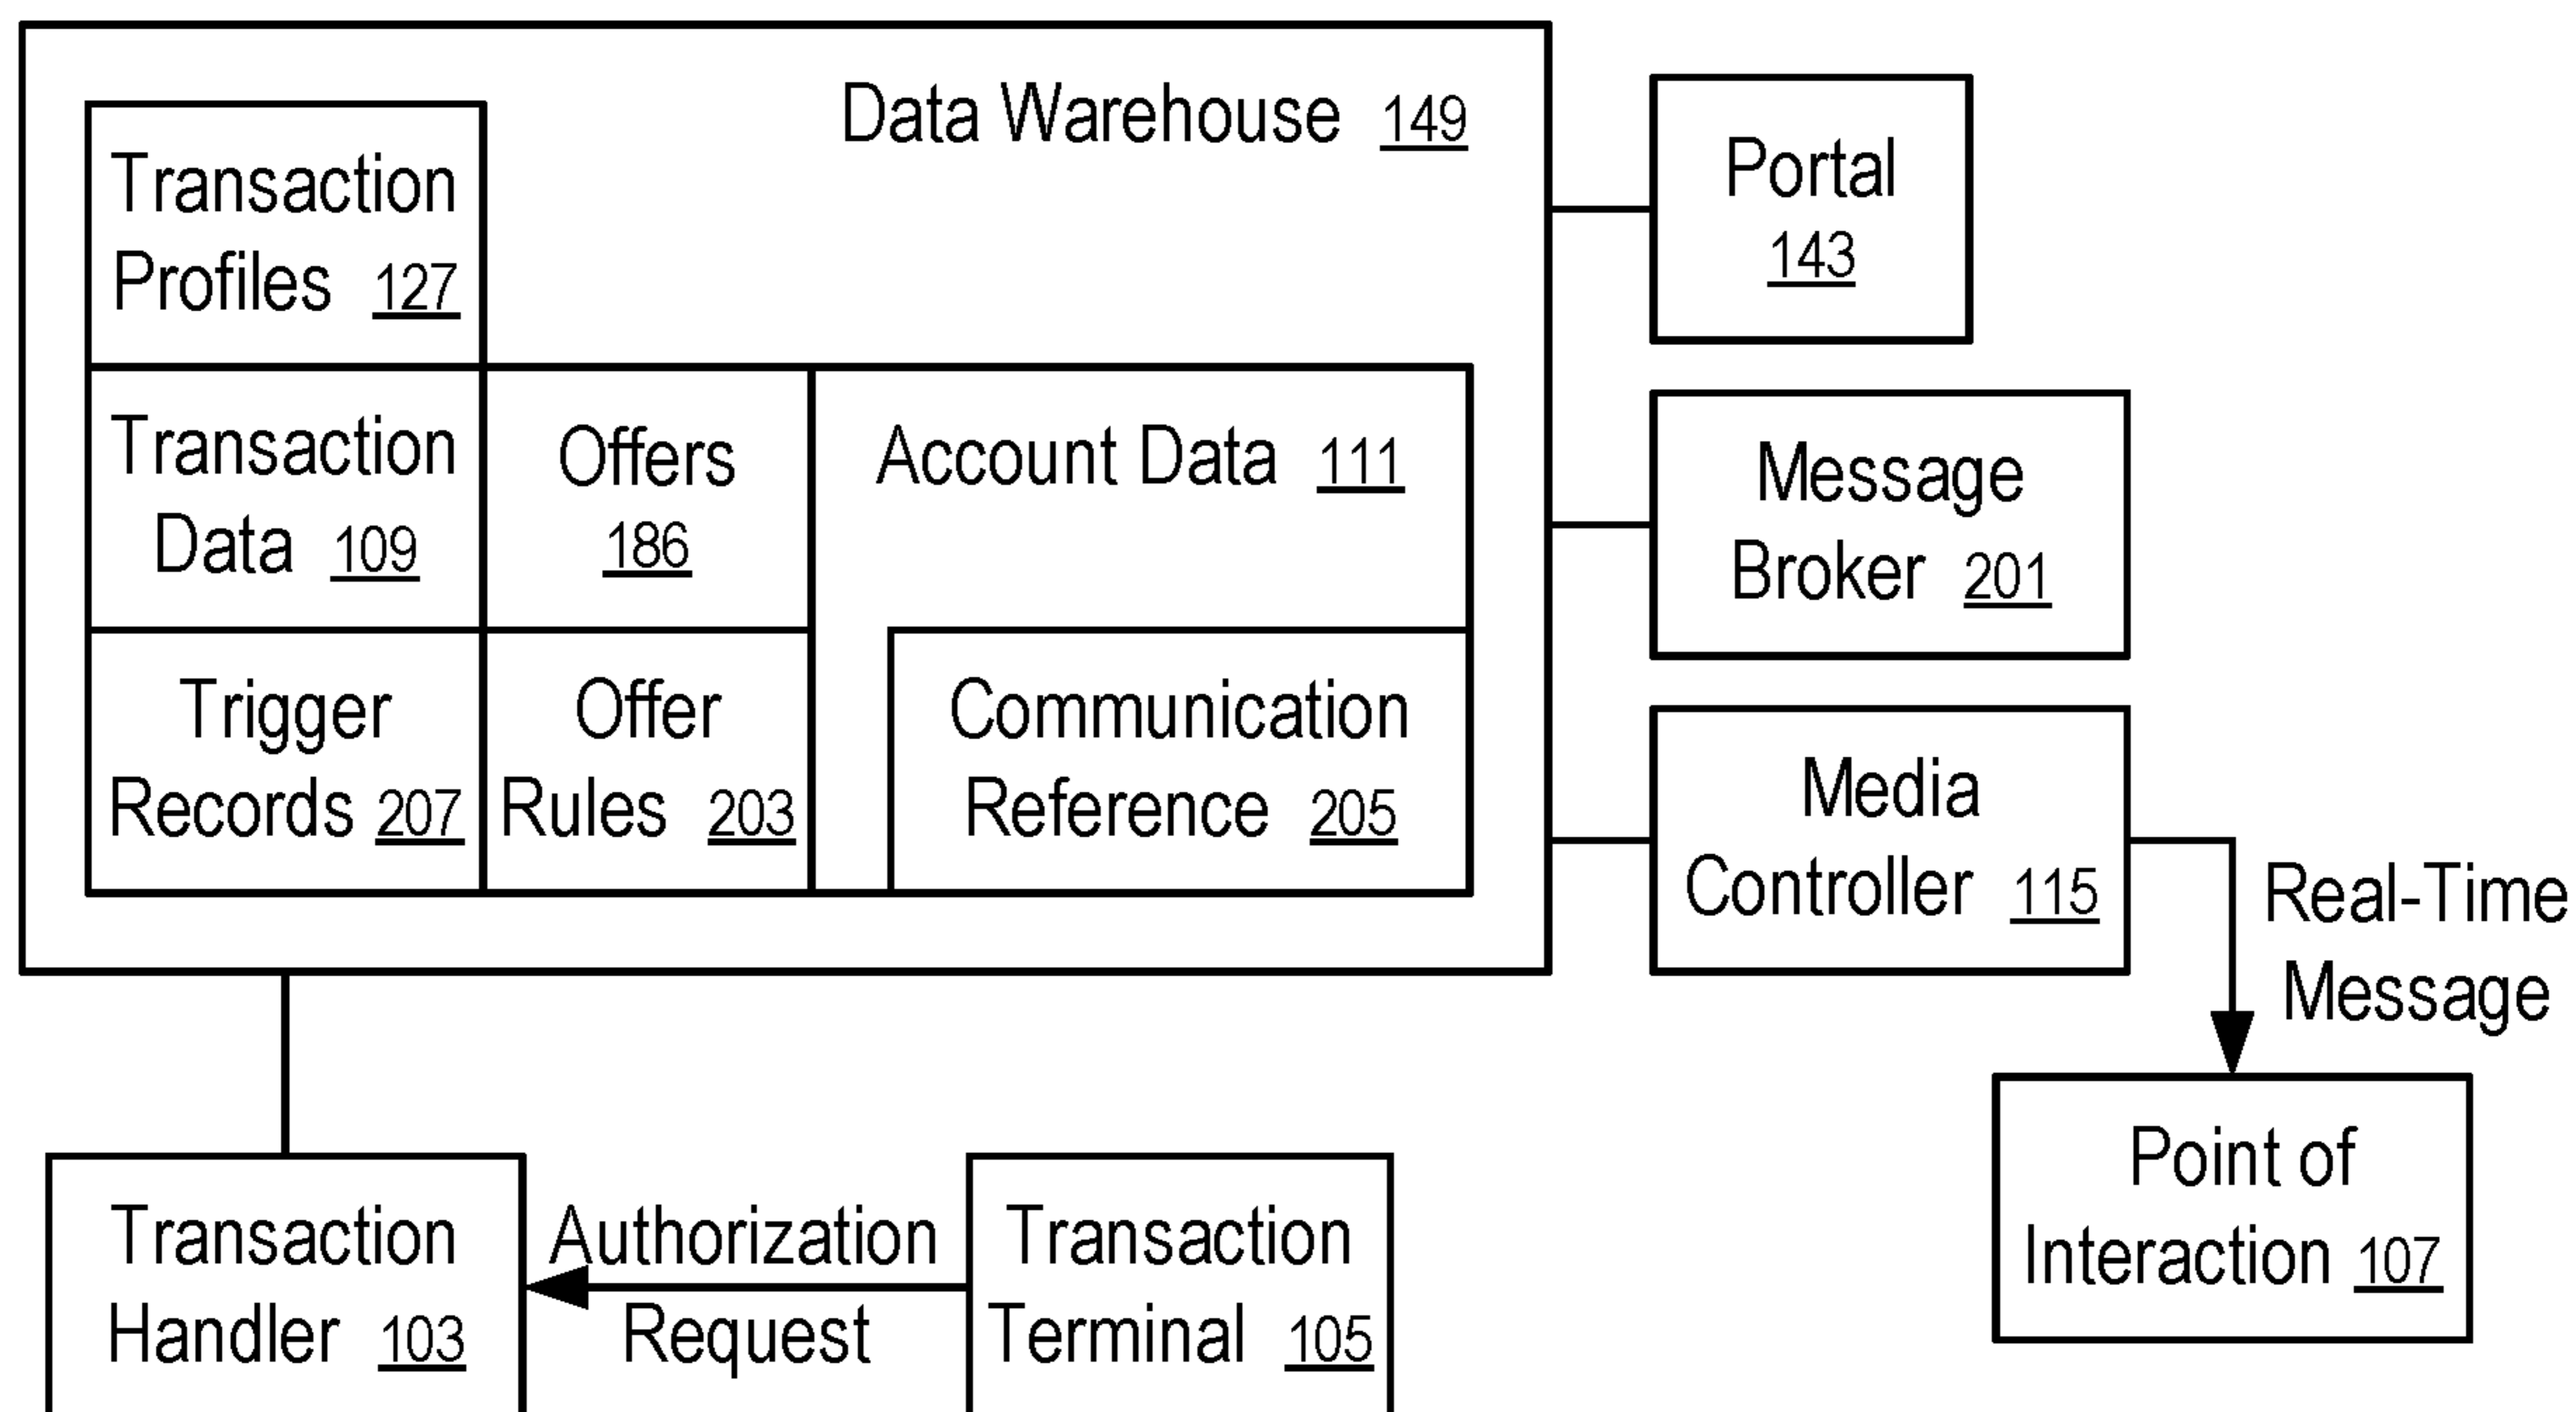 Data Warehouse 149
Transaction
Profiles 127
Transaction
Data 109
Offers
186
Account Data 111
Trigger
Records 207
Offer
Rules 203
Communication
Reference 205
Portal
143
Message
Broker 201
Media
Controller 115
Real-Time
Message
Point of
Interaction 107
Transaction
Handler 103
Authorization
Request
Transaction
Terminal 105